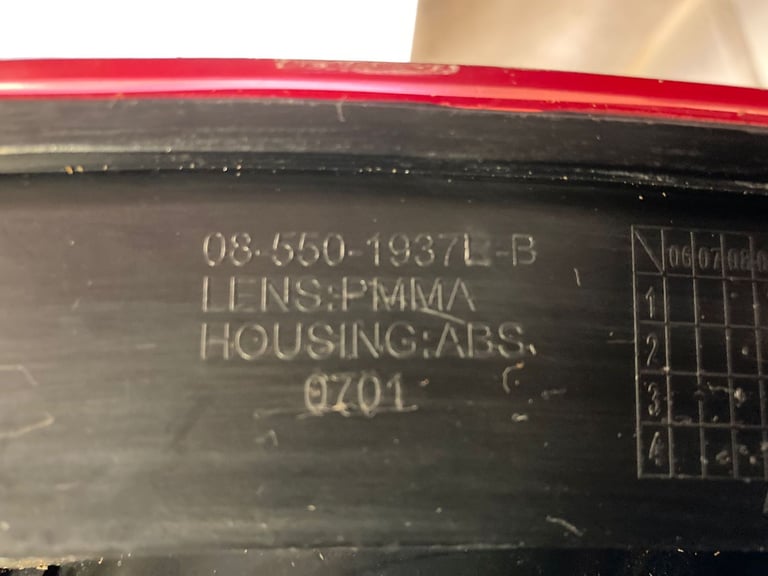 08-550-1937L-B
LENS:PMMA
HOUSING:ABS
0701
06 07 08
1
2
3
4